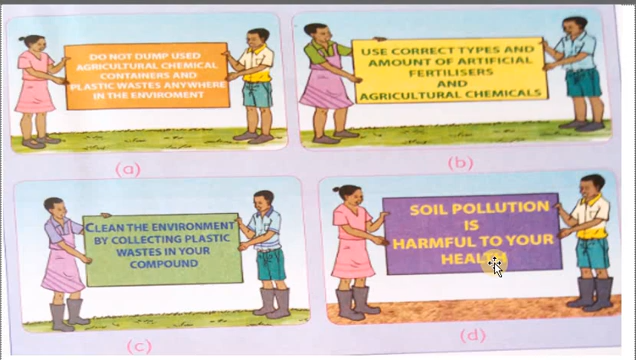 DO NOT DUMP USED
AGRICULTURAL CHEMICAL
CONTAINERS AND
PLASTIC WASTES ANYWHERE
IN THE ENVIROMENT
(a)
USE CORRECT TYPES AND
AMOUNT OF ARTIFICIAL
FERTILISERS
AND
AGRICULTURAL CHEMICALS
(b)
CLEAN THE ENVIRONMENT
BY COLLECTING PLASTIC
WASTES IN YOUR
COMPOUND
(c)
SOIL POLLUTION
IS
HARMFUL TO YOUR
HEALTH
(d)